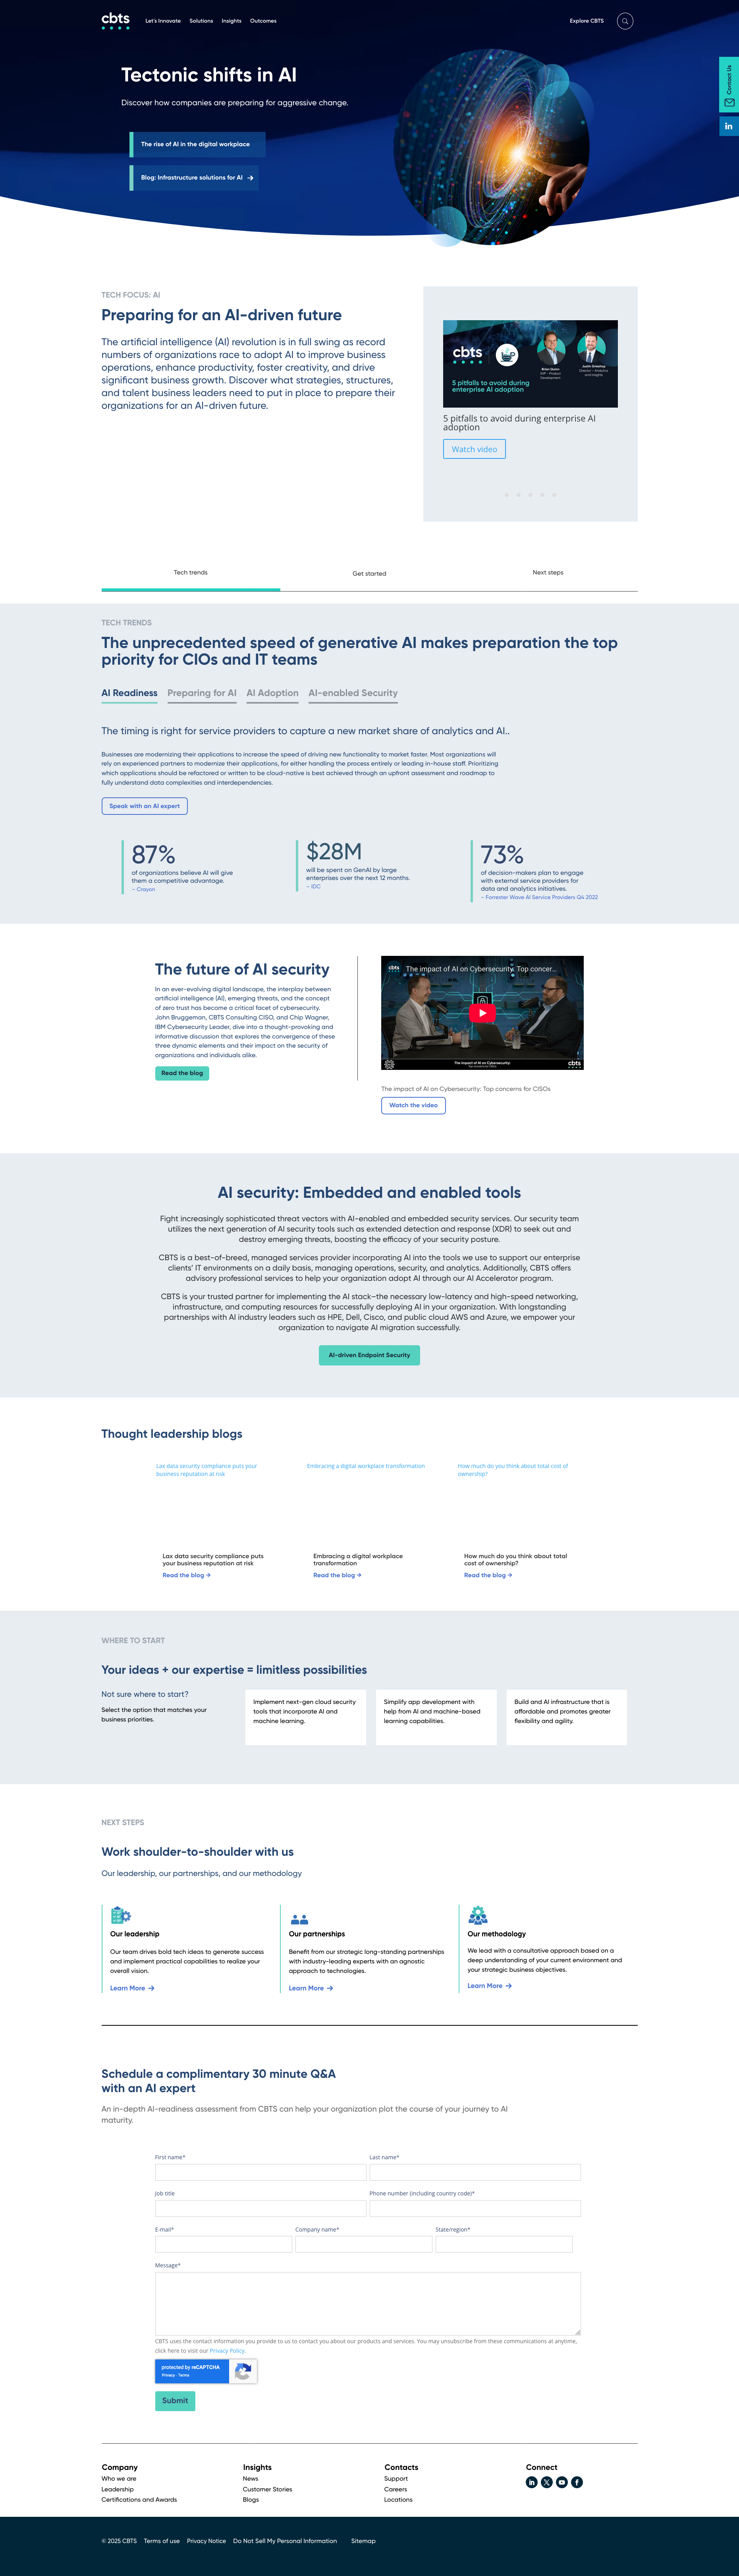 cbts
Let's Innovate Solutions Insights Outcomes
Explore CBTS
Contact Us
Tectonic shifts in AI
Discover how companies are preparing for aggressive change.
The rise of AI in the digital workplace
Blog: Infrastructure solutions for AI →
TECH FOCUS: AI
Preparing for an AI-driven future
The artificial intelligence (AI) revolution is in full swing as record
numbers of organizations race to adopt AI to improve business
operations, enhance productivity, foster creativity, and drive
significant business growth. Discover what strategies, structures,
and talent business leaders need to put in place to prepare their
organizations for an AI-driven future.
cbts
5 pitfalls to avoid during
enterprise AI adoption
5 pitfalls to avoid during enterprise AI
adoption
Watch video
Tech trends
Get started
Next steps
TECH TRENDS
The unprecedented speed of generative AI makes preparation the top
priority for CIOs and IT teams
AI Readiness Preparing for AI AI Adoption AI-enabled Security
The timing is right for service providers to capture a new market share of analytics and AI..
Businesses are modernizing their applications to increase the speed of driving new functionality to market faster. Most organizations will
rely on experienced partners to modernize their applications, for either handling the process entirely or leading in-house staff. Prioritizing
which applications should be refactored or written to be cloud-native is best achieved through an upfront assessment and roadmap to
fully understand data complexities and interdependencies.
Speak with an AI expert
87%
of organizations believe AI will give
them a competitive advantage.
– Crayon
$28M
will be spent on GenAI by large
enterprises over the next 12 months.
– IDC
73%
of decision-makers plan to engage
with external service providers for
data and analytics initiatives.
– Forrester Wave AI Service Providers Q4 2022
The future of AI security
In an ever-evolving digital landscape, the interplay between
artificial intelligence (AI), emerging threats, and the concept
of zero trust has become a critical facet of cybersecurity.
John Bruggeman, CBTS Consulting CISO, and Chip Wagner,
IBM Cybersecurity Leader, dive into a thought-provoking and
informative discussion that explores the convergence of these
three dynamic elements and their impact on the security of
organizations and individuals alike.
Read the blog
cbts
The impact of AI on Cybersecurity: Top concer...
The Impact of AI on Cybersecurity:
cbts
The impact of AI on Cybersecurity: Top concerns for CISOs
Watch the video
AI security: Embedded and enabled tools
Fight increasingly sophisticated threat vectors with AI-enabled and embedded security services. Our security team
utilizes the next generation of AI security tools such as extended detection and response (XDR) to seek out and
destroy emerging threats, boosting the efficacy of your security posture.
CBTS is a best-of-breed, managed services provider incorporating AI into the tools we use to support our enterprise
clients' IT environments on a daily basis, managing operations, security, and analytics. Additionally, CBTS offers
advisory professional services to help your organization adopt AI through our AI Accelerator program.
CBTS is your trusted partner for implementing the AI stack–the necessary low-latency and high-speed networking,
infrastructure, and computing resources for successfully deploying AI in your organization. With longstanding
partnerships with AI industry leaders such as HPE, Dell, Cisco, and public cloud AWS and Azure, we empower your
organization to navigate AI migration successfully.
AI-driven Endpoint Security
Thought leadership blogs
Lax data security compliance puts your
business reputation at risk
Embracing a digital workplace transformation
How much do you think about total cost of
ownership?
Lax data security compliance puts
your business reputation at risk
Read the blog →
Embracing a digital workplace
transformation
Read the blog →
How much do you think about total
cost of ownership?
Read the blog →
WHERE TO START
Your ideas + our expertise = limitless possibilities
Not sure where to start?
Select the option that matches your
business priorities.
Implement next-gen cloud security
tools that incorporate AI and
machine learning.
Simplify app development with
help from AI and machine-based
learning capabilities.
Build and AI infrastructure that is
affordable and promotes greater
flexibility and agility.
NEXT STEPS
Work shoulder-to-shoulder with us
Our leadership, our partnerships, and our methodology
Our leadership
Our team drives bold tech ideas to generate success
and implement practical capabilities to realize your
overall vision.
Learn More →
Our partnerships
Benefit from our strategic long-standing partnerships
with industry-leading experts with an agnostic
approach to technologies.
Learn More →
Our methodology
We lead with a consultative approach based on a
deep understanding of your current environment and
your strategic business objectives.
Learn More →
Schedule a complimentary 30 minute Q&A
with an AI expert
An in-depth AI-readiness assessment from CBTS can help your organization plot the course of your journey to AI
maturity.
First name*
Last name*
Job title
Phone number (including country code)*
E-mail*
Company name*
State/region*
Message*
CBTS uses the contact information you provide to us to contact you about our products and services. You may unsubscribe from these communications at anytime,
click here to visit our Privacy Policy.
protected by reCAPTCHA
Privacy - Terms
Submit
Company
Who we are
Leadership
Certifications and Awards
Insights
News
Customer Stories
Blogs
Contacts
Support
Careers
Locations
Connect
© 2025 CBTS Terms of use Privacy Notice Do Not Sell My Personal Information Sitemap